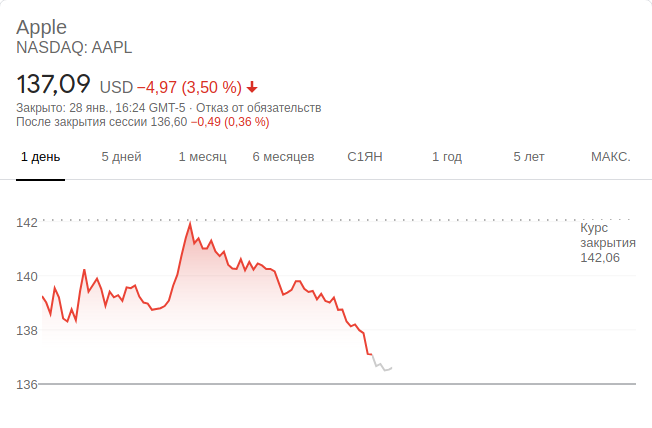 Apple
NASDAQ: AAPL
137,09 USD −4,97 (3,50 %)
Закрыто: 28 янв., 16:24 GMT-5 · Отказ от обязательств
После закрытия сессии 136,60 −0,49 (0,36 %)
1 день 5 дней 1 месяц 6 месяцев С1ЯН 1 год 5 лет МАКС.
142
Курс
закрытия
142,06
140
138
136